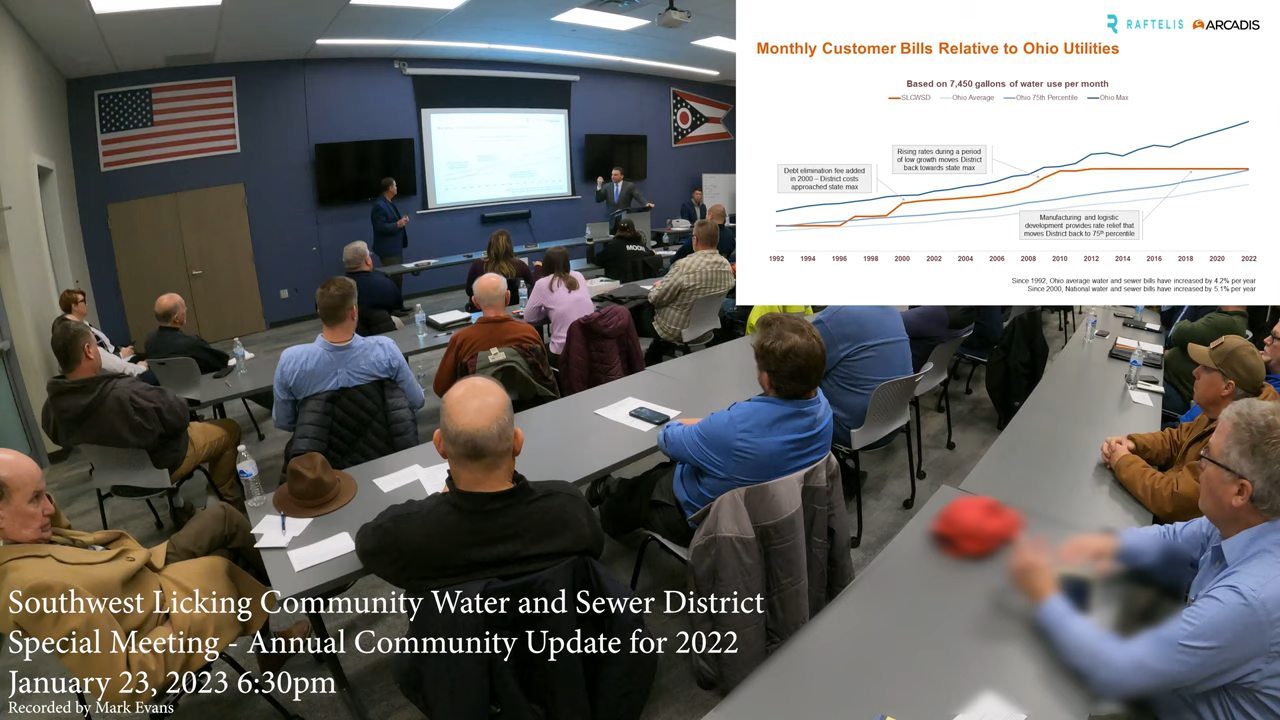 RAFTELIS ARCADIS
Monthly Customer Bills Relative to Ohio Utilities
Based on 7,450 gallons of water use per month
SLCWSD Ohio Average Ohio 75th Percentile Ohio Max
Rising rates during a period
of low growth moves District
back towards state max
Debt elimination fee added
in 2000 – District costs
approached state max
Manufacturing and logistic
development provides rate relief that
moves District back to 75th percentile
1992 1994 1996 1998 2000 2002 2004 2006 2008 2010 2012 2014 2016 2018 2020 2022
Since 1992, Ohio average water and sewer bills have increased by 4.2% per year
Since 2000, National water and sewer bills have increased by 5.1% per year
MOON
Southwest Licking Community Water and Sewer District
Special Meeting - Annual Community Update for 2022
January 23, 2023 6:30pm
Recorded by Mark Evans